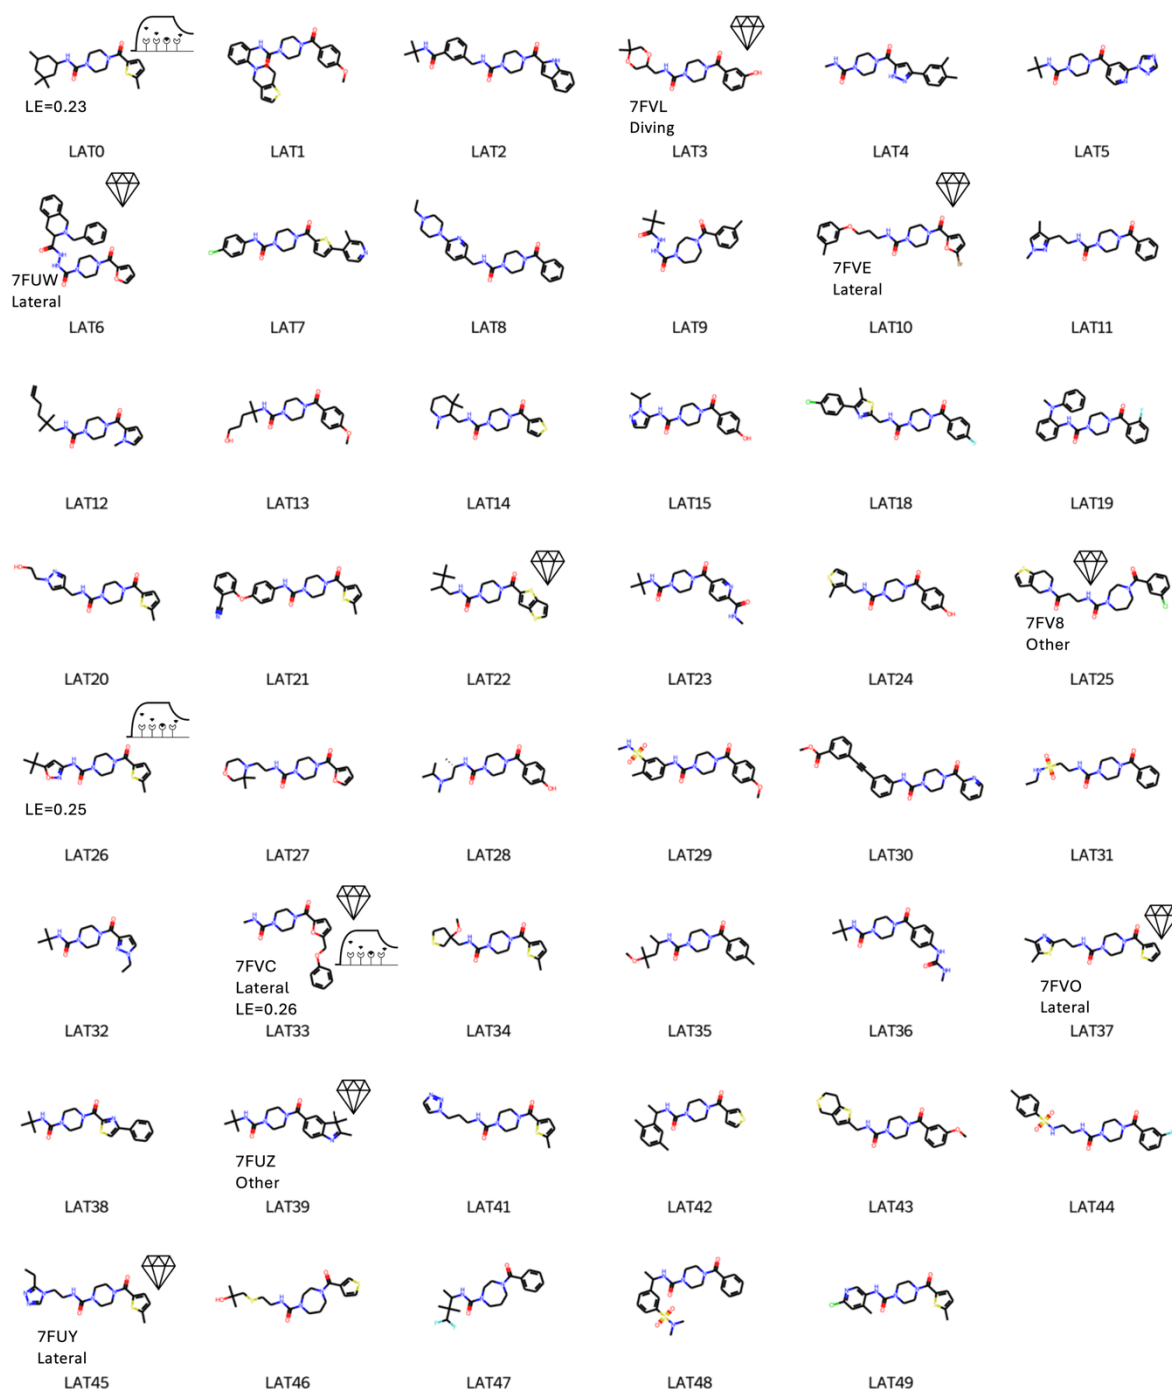 LE=0.23
7FVL
Diving
LAT0 LAT1 LAT2 LAT3 LAT4 LAT5
7FUW
Lateral
7FVE
Lateral
LAT6 LAT7 LAT8 LAT9 LAT10 LAT11
LAT12 LAT13 LAT14 LAT15 LAT18 LAT19
7FV8
Other
LAT20 LAT21 LAT22 LAT23 LAT24 LAT25
LE=0.25
LAT26 LAT27 LAT28 LAT29 LAT30 LAT31
7FVC
Lateral
LE=0.26
7FVO
Lateral
LAT32 LAT33 LAT34 LAT35 LAT36 LAT37
7FUZ
Other
LAT38 LAT39 LAT41 LAT42 LAT43 LAT44
7FUY
Lateral
LAT45 LAT46 LAT47 LAT48 LAT49